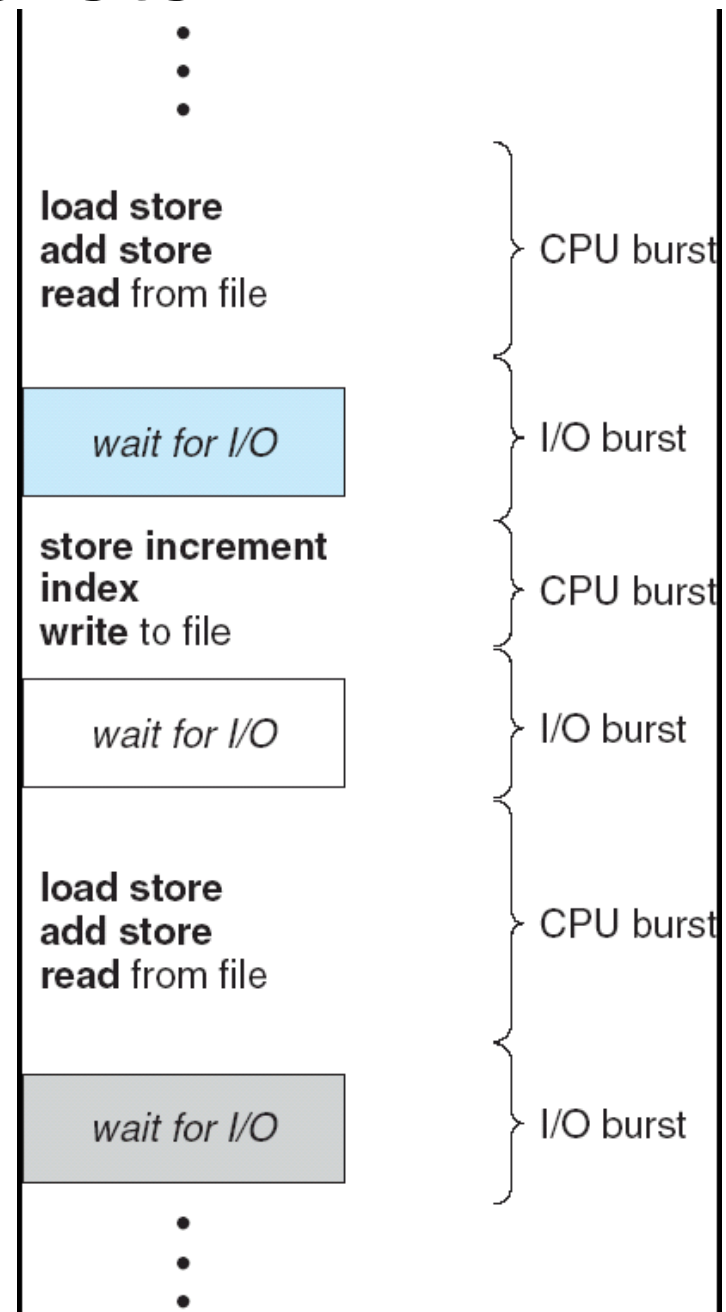 load store
add store
read from file
CPU burst
wait for I/O
I/O burst
store increment
index
write to file
CPU burst
wait for I/O
I/O burst
load store
add store
read from file
CPU burst
wait for I/O
I/O burst